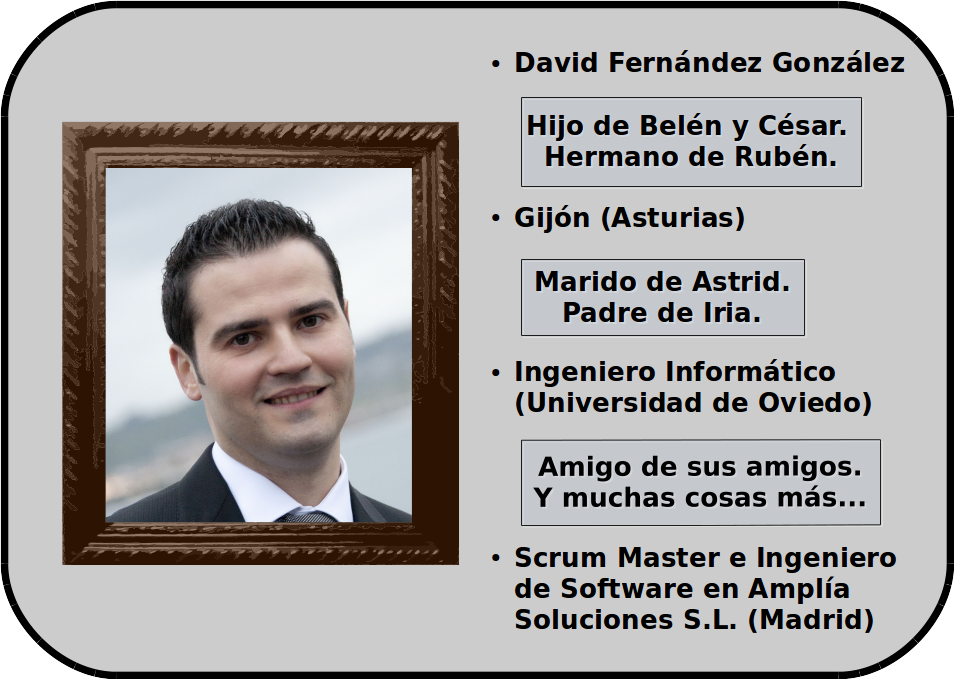 • David Fernández González
Hijo de Belén y César.
Hermano de Rubén.
• Gijón (Asturias)
Marido de Astrid.
Padre de Iria.
• Ingeniero Informático
(Universidad de Oviedo)
Amigo de sus amigos.
Y muchas cosas más...
• Scrum Master e Ingeniero
de Software en Amplía
Soluciones S.L. (Madrid)